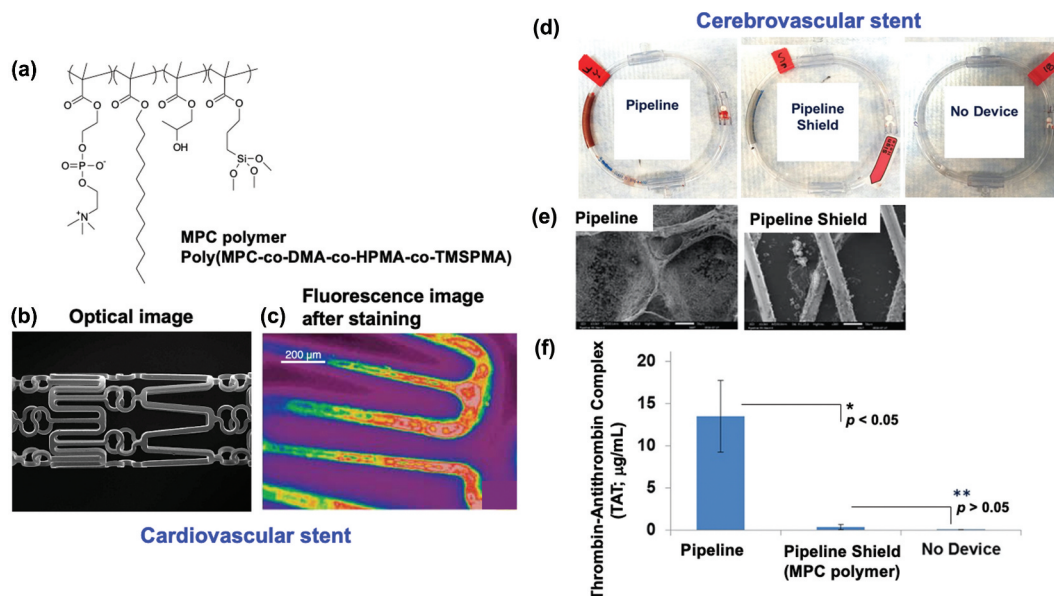 Cerebrovascular stent
(a)
O
O
O
O
O
O
O
O
O
O
O=P-O⁻
O
N⁺
OH
Si
O
O
O
MPC polymer
Poly(MPC-co-DMA-co-HPMA-co-TMSPMA)
(b)
Optical image
(c)
Fluorescence image
after staining
200 μm
Cardiovascular stent
(d)
Pipeline
Pipeline
Shield
No Device
(e)
Pipeline
Pipeline Shield
(f)
Thrombin-Antithrombin Complex
(TAT; μg/mL)
20
15
10
5
0
*
p < 0.05
**
p > 0.05
Pipeline
Pipeline Shield
(MPC polymer)
No Device